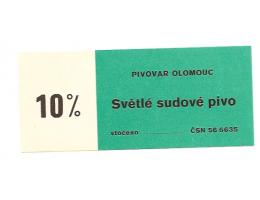 PIVOVAR OLOMOUC
10%
Světlé sudové pivo
stočeno ČSN 56 6635